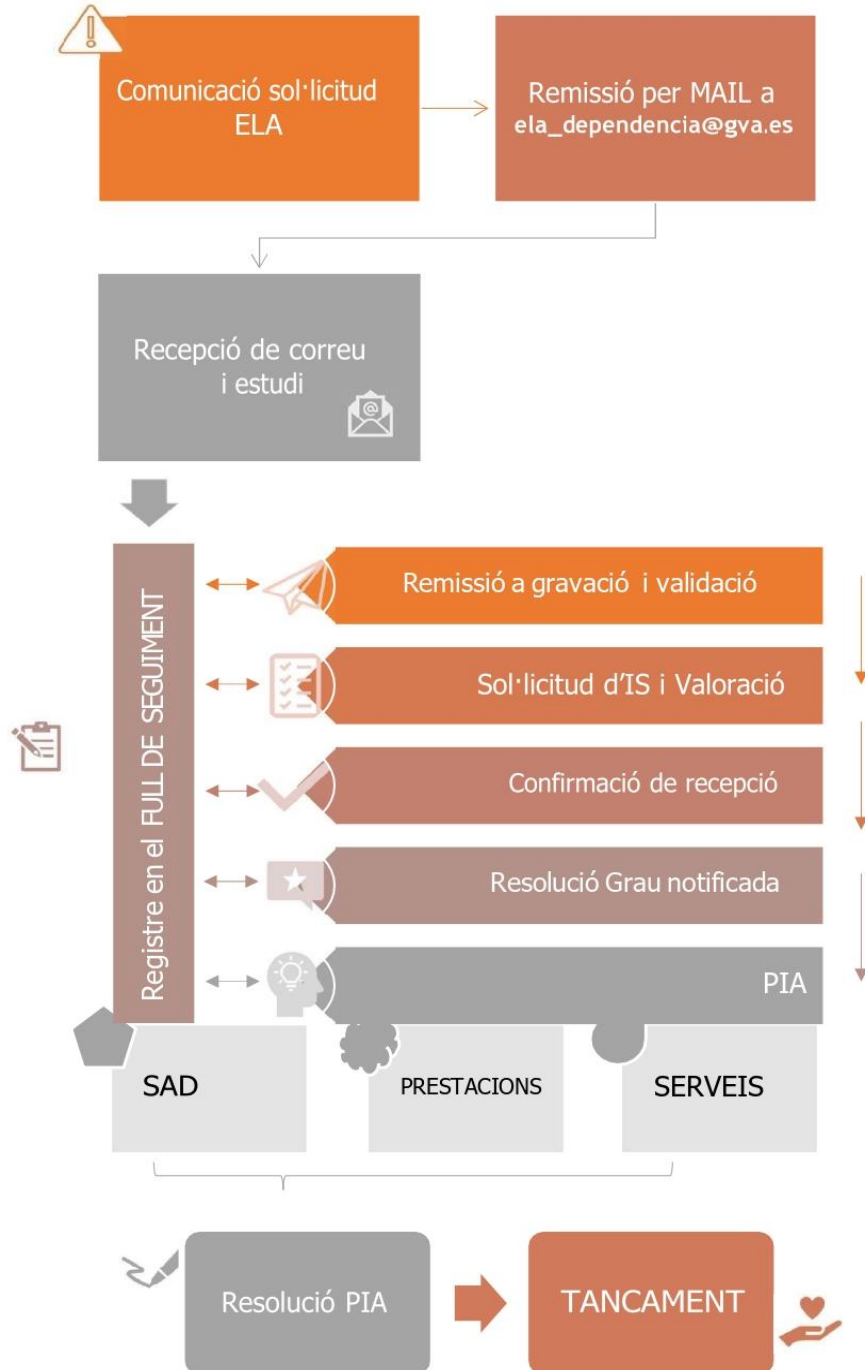 Comunicació sol·licitud
ELA
Remissió per MAIL a
ela_dependencia@gva.es
Recepció de correu
i estudi
@
Registre en el FULL DE SEGUIMENT
Remissió a gravació i validació
Sol·licitud d'IS i Valoració
Confirmació de recepció
Resolució Grau notificada
PIA
SAD
PRESTACIONS
SERVEIS
Resolució PIA
TANCAMENT